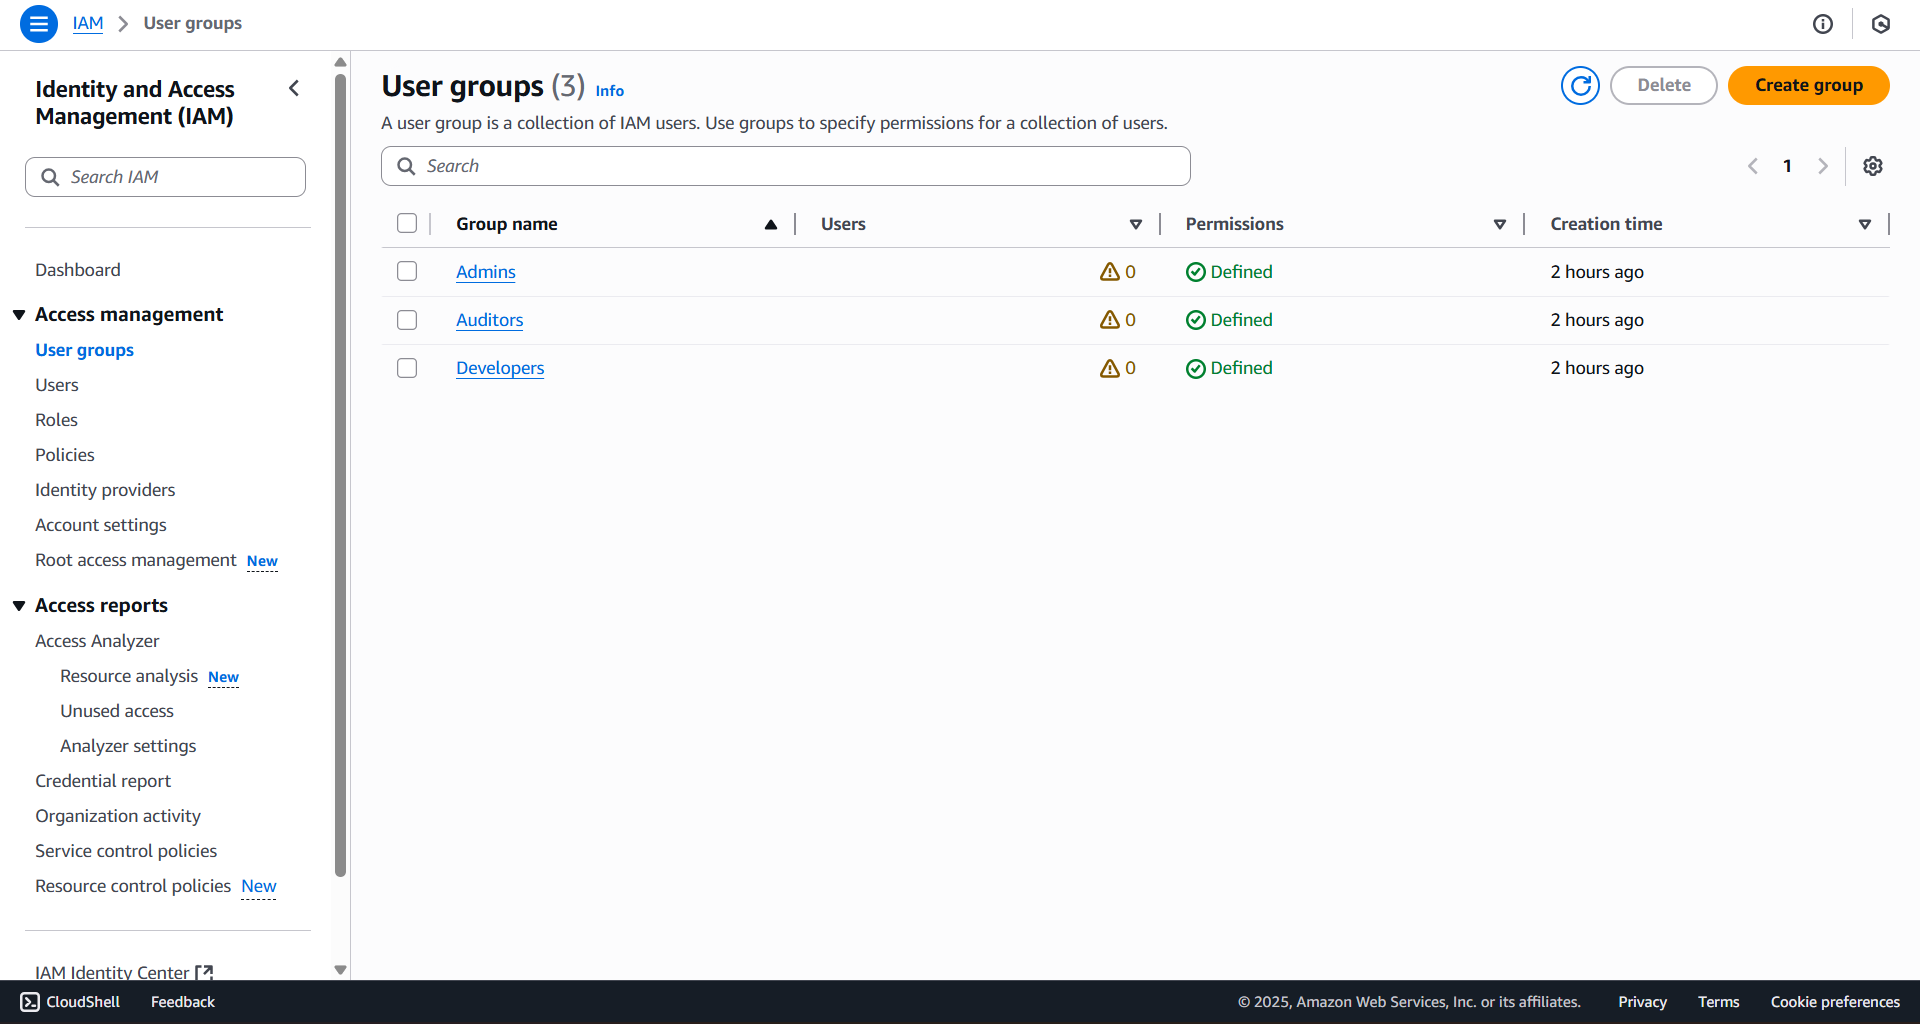 IAM > User groups
Identity and Access
Management (IAM)
Search IAM
Dashboard
Access management
User groups
Users
Roles
Policies
Identity providers
Account settings
Root access management New
Access reports
Access Analyzer
Resource analysis New
Unused access
Analyzer settings
Credential report
Organization activity
Service control policies
Resource control policies New
IAM Identity Center
User groups (3) Info
Delete
Create group
A user group is a collection of IAM users. Use groups to specify permissions for a collection of users.
Search
1
Group name Users Permissions Creation time
Admins 0 Defined 2 hours ago
Auditors 0 Defined 2 hours ago
Developers 0 Defined 2 hours ago
CloudShell Feedback © 2025, Amazon Web Services, Inc. or its affiliates. Privacy Terms Cookie preferences